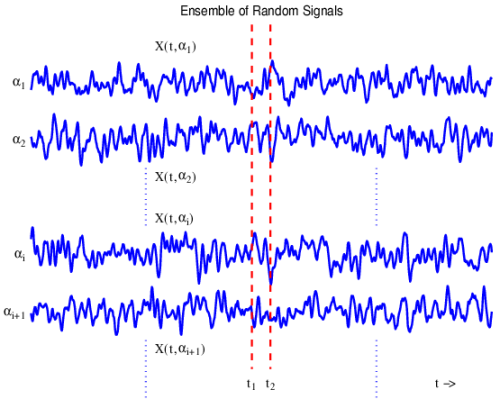 Ensemble of Random Signals
X(t,α₁)
α₁
α₂
X(t,α₂)
X(t,αᵢ)
αᵢ
αᵢ₊₁
X(t,αᵢ₊₁)
t₁ t₂ t ->